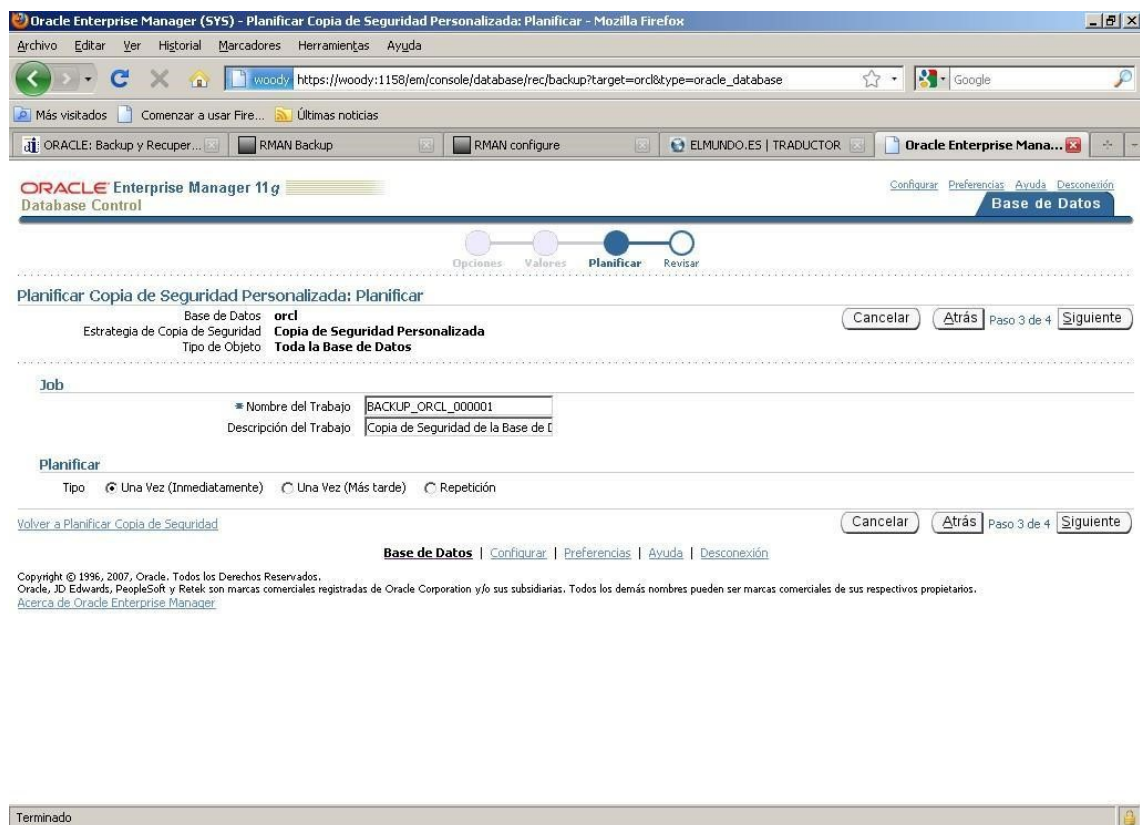 Oracle Enterprise Manager (SYS) - Planificar Copia de Seguridad Personalizada: Planificar - Mozilla Firefox
Archivo Editar Ver Historial Marcadores Herramientas Ayuda
woody https://woody:1158/em/console/database/rec/backup?target=orcl&type=oracle_database
Google
Más visitados Comenzar a usar Fire... Últimas noticias
ORACLE: Backup y Recuper... RMAN Backup RMAN configure ELMUNDO.ES | TRADUCTOR Oracle Enterprise Mana...
ORACLE Enterprise Manager 11g
Database Control
Configurar Preferencias Ayuda Desconexión
Base de Datos
Opciones Valores Planificar Revisar
Planificar Copia de Seguridad Personalizada: Planificar
Base de Datos orcl
Estrategia de Copia de Seguridad Copia de Seguridad Personalizada
Tipo de Objeto Toda la Base de Datos
Cancelar Atrás Paso 3 de 4 Siguiente
Job
* Nombre del Trabajo BACKUP_ORCL_000001
Descripción del Trabajo Copia de Seguridad de la Base de D
Planificar
Tipo Una Vez (Inmediatamente) Una Vez (Más tarde) Repetición
Volver a Planificar Copia de Seguridad
Cancelar Atrás Paso 3 de 4 Siguiente
Base de Datos | Configurar | Preferencias | Ayuda | Desconexión
Copyright © 1996, 2007, Oracle. Todos los Derechos Reservados.
Oracle, JD Edwards, PeopleSoft y Retek son marcas comerciales registradas de Oracle Corporation y/o sus subsidiarias. Todos los demás nombres pueden ser marcas comerciales de sus respectivos propietarios.
Acerca de Oracle Enterprise Manager
Terminado